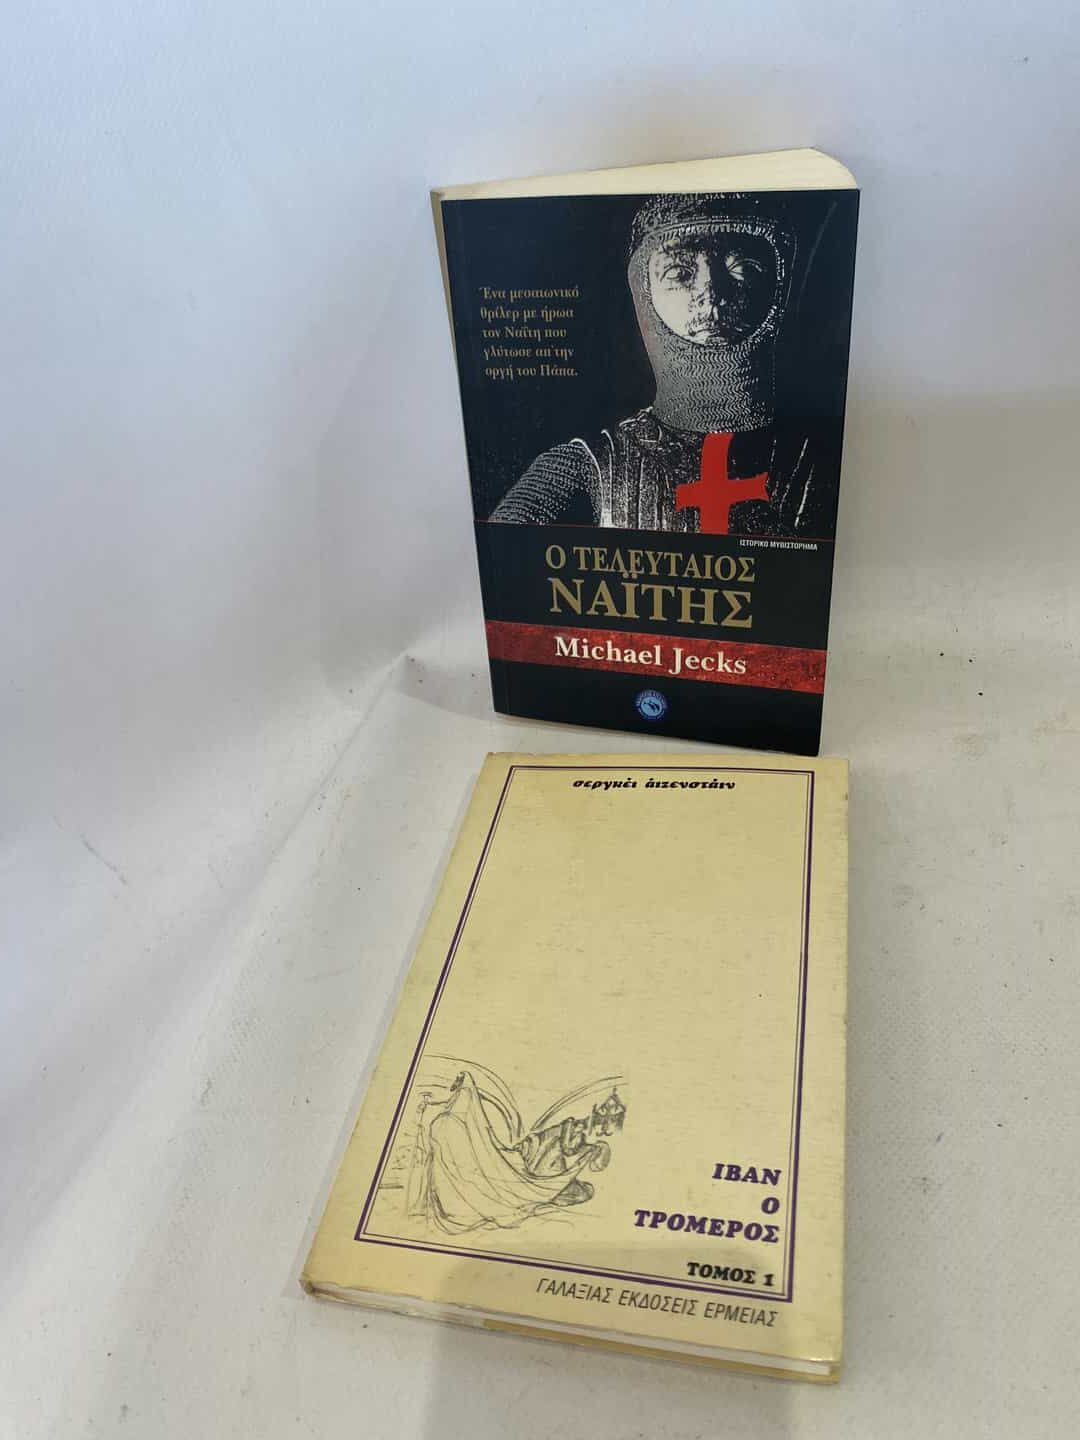 Ένα μεσαιωνικό
θρίλερ με ήρωα
τον Ναΐτη που
γλύτωσε απ' την
οργή του Πάπα.
ΙΣΤΟΡΙΚΟ ΜΥΘΙΣΤΟΡΗΜΑ
Ο ΤΕΛΕΥΤΑΙΟΣ
ΝΑΪΤΗΣ
Michael Jecks
σεργκέι ἀιζενστάιν
ΙΒΑΝ
Ο
ΤΡΟΜΕΡΟΣ
ΤΟΜΟΣ 1
ΓΑΛΑΞΙΑΣ ΕΚΔΟΣΕΙΣ ΕΡΜΕΙΑΣ